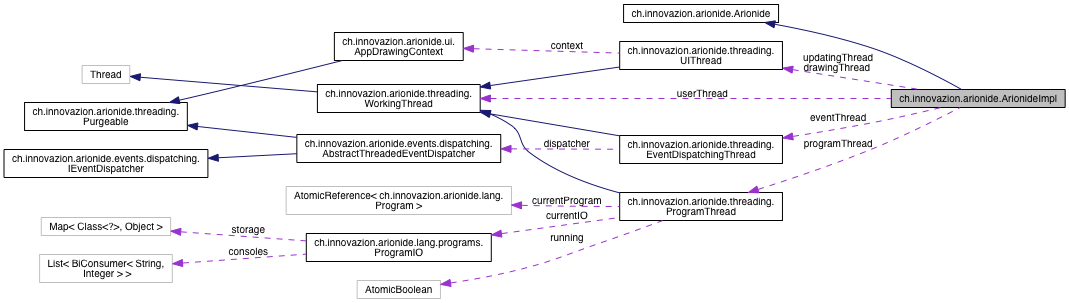 ch.innovazion.arionide.Arionide
ch.innovazion.arionide.ui.
AppDrawingContext
context
ch.innovazion.arionide.threading.
UIThread
updatingThread
drawingThread
Thread
ch.innovazion.arionide.threading.
WorkingThread
userThread
ch.innovazion.arionide.ArionideImpl
ch.innovazion.arionide.threading.
Purgeable
eventThread
ch.innovazion.arionide.events.dispatching.
AbstractThreadedEventDispatcher
dispatcher
ch.innovazion.arionide.threading.
EventDispatchingThread
programThread
ch.innovazion.arionide.events.dispatching.
IEventDispatcher
AtomicReference< ch.innovazion.arionide.lang.
Program >
currentProgram
ch.innovazion.arionide.threading.
ProgramThread
currentIO
Map< Class<?>, Object >
storage
ch.innovazion.arionide.lang.programs.
ProgramIO
running
consoles
List< BiConsumer< String,
Integer > >
AtomicBoolean